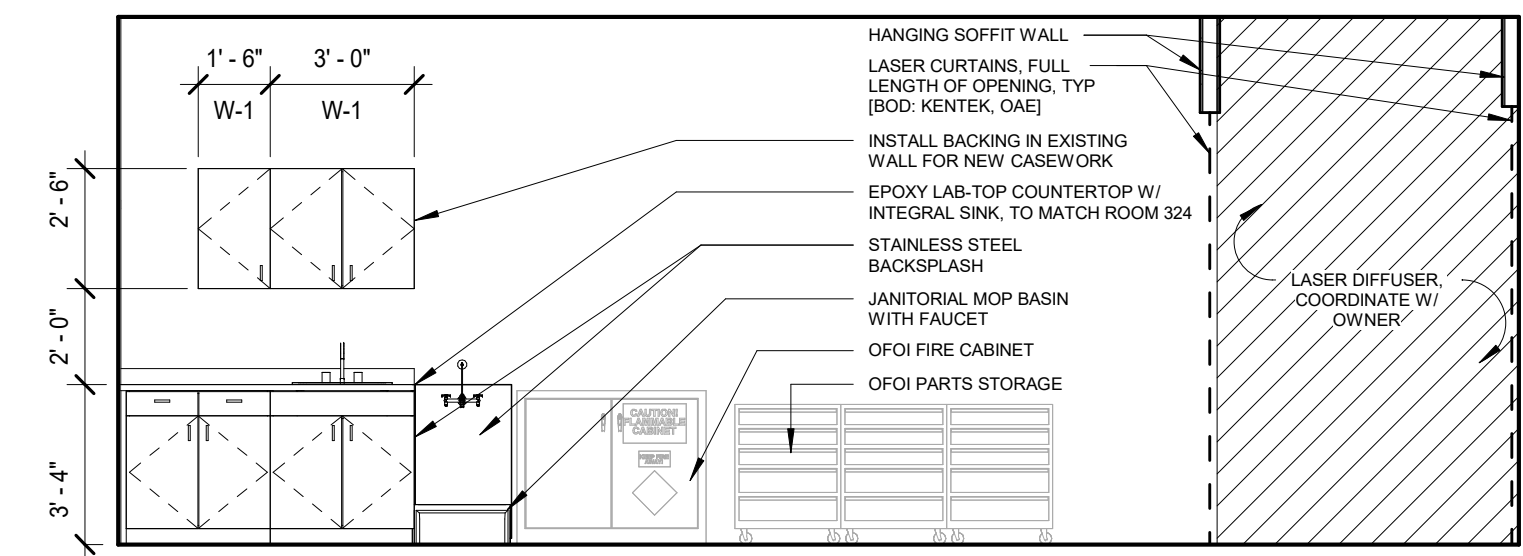 1' - 6"
3' - 0"
W-1
W-1
2' - 6"
2' - 0"
3' - 4"
HANGING SOFFIT WALL
LASER CURTAINS, FULL
LENGTH OF OPENING, TYP
[BOD: KENTEK, OAE]
INSTALL BACKING IN EXISTING
WALL FOR NEW CASEWORK
EPOXY LAB-TOP COUNTERTOP W/
INTEGRAL SINK, TO MATCH ROOM 324
STAINLESS STEEL
BACKSPLASH
JANITORIAL MOP BASIN
WITH FAUCET
OFOI FIRE CABINET
OFOI PARTS STORAGE
CAUTION!
FLAMMABLE
CABINET
KEEP FIRE
AWAY!
LASER DIFFUSER,
COORDINATE W/
OWNER